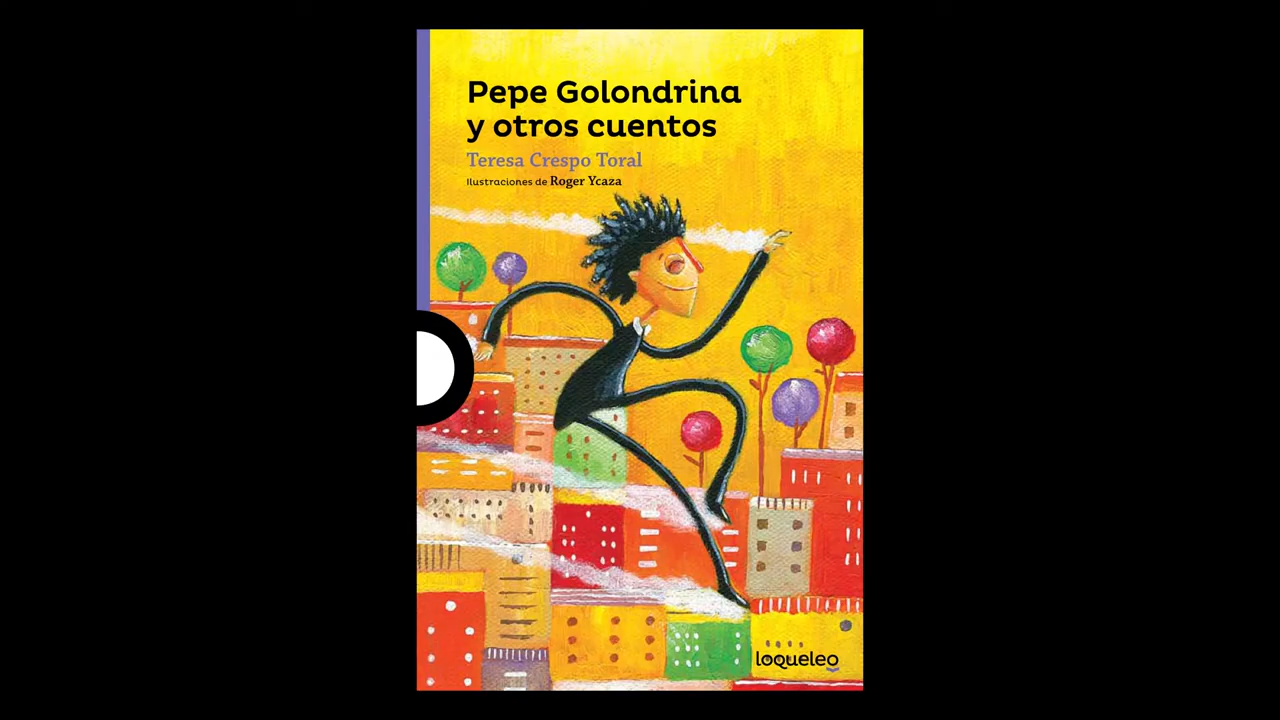 Pepe Golondrina
y otros cuentos
Teresa Crespo Toral
Ilustraciones de Roger Ycaza
loqueleo